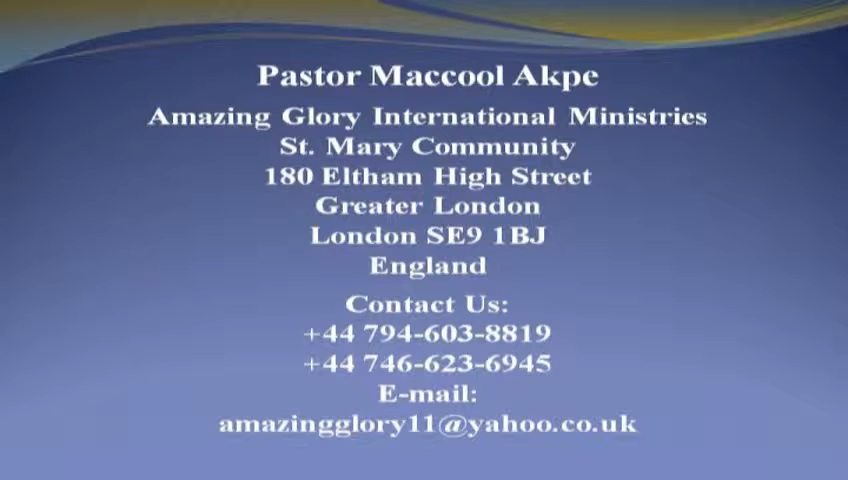 Pastor Maccool Akpe
Amazing Glory International Ministries
St. Mary Community
180 Eltham High Street
Greater London
London SE9 1BJ
England
Contact Us:
+44 794-603-8819
+44 746-623-6945
E-mail:
amazingglory11@yahoo.co.uk